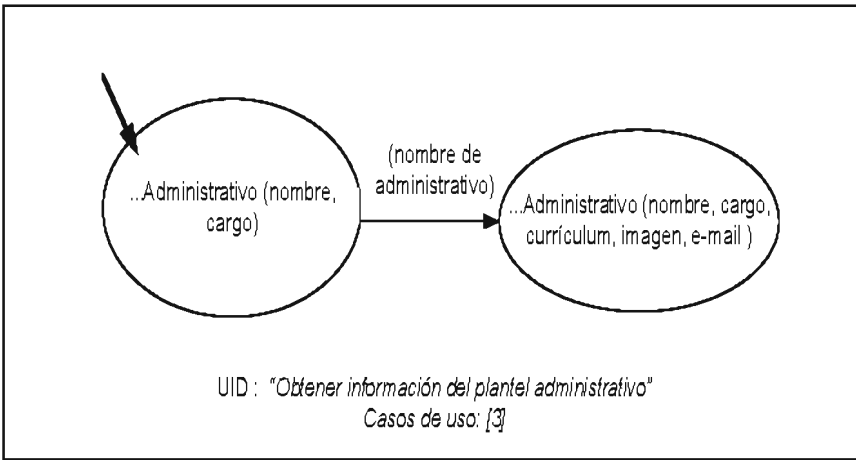 ...Administrativo (nombre,
cargo)
(nombre de
administrativo)
...Administrativo (nombre, cargo,
currículum, imagen, e-mail )
UID : "Obtener información del plantel administrativo"
Casos de uso: [3]